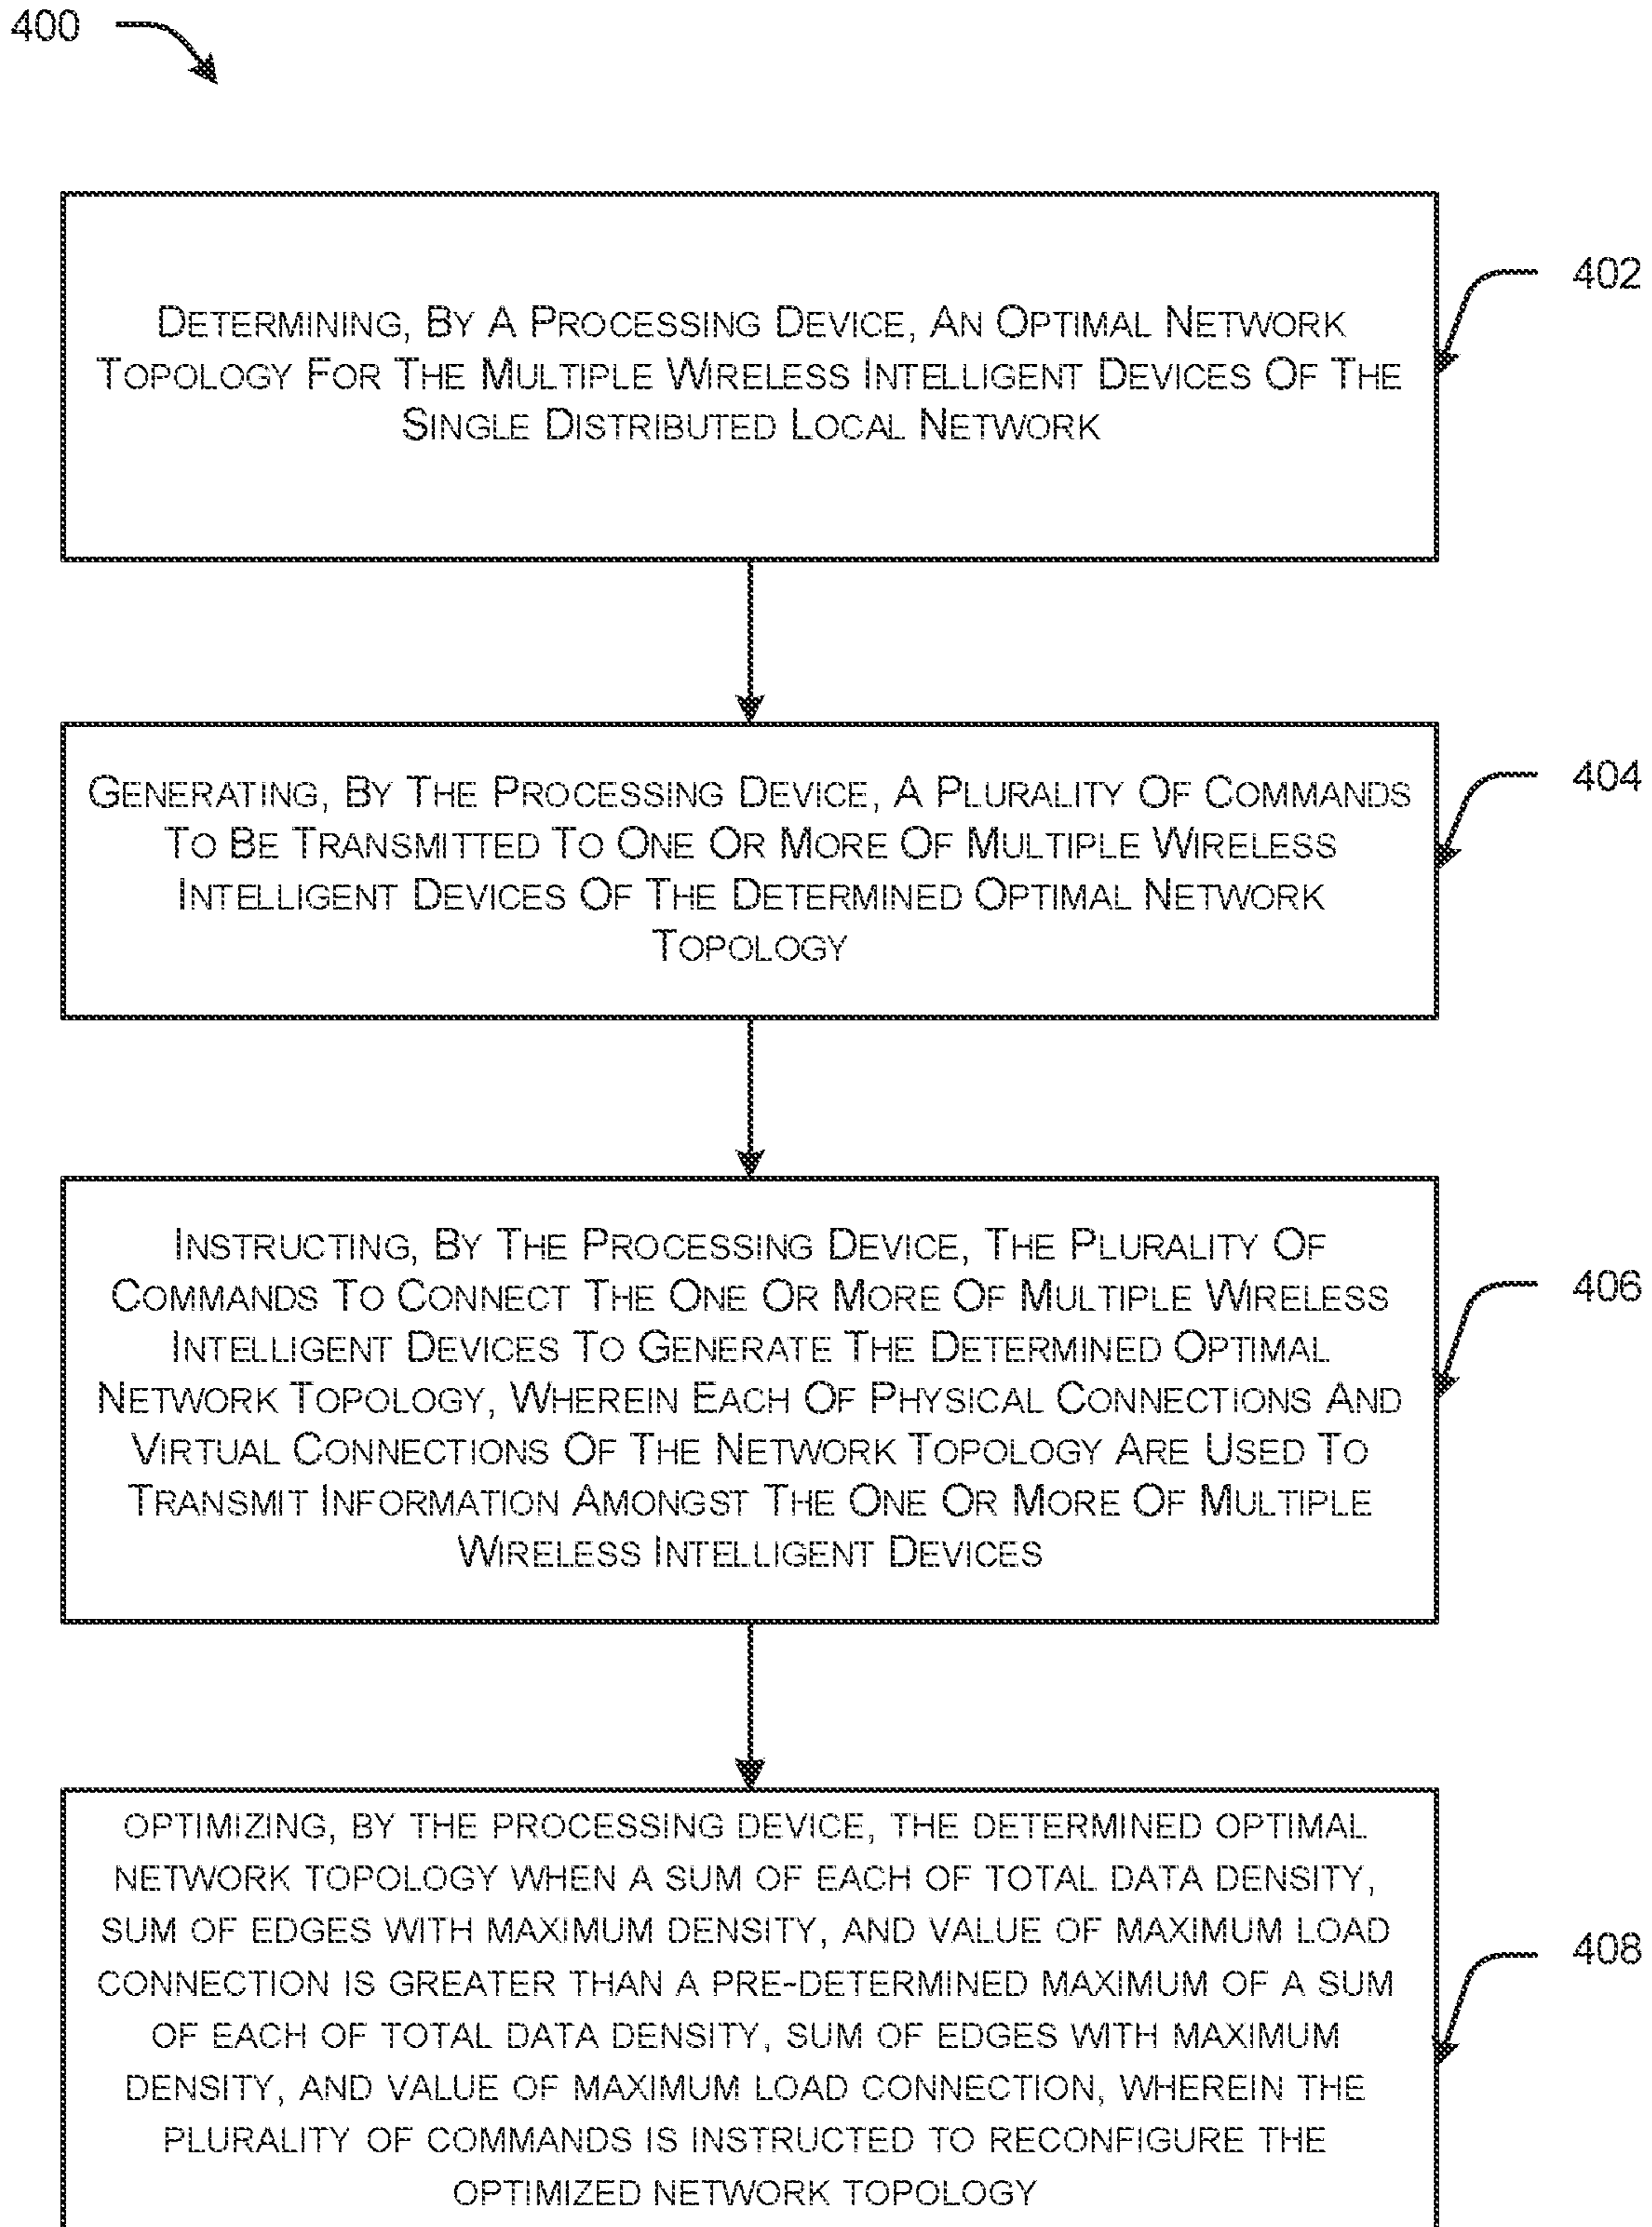 400
DETERMINING, BY A PROCESSING DEVICE, AN OPTIMAL NETWORK
TOPOLOGY FOR THE MULTIPLE WIRELESS INTELLIGENT DEVICES OF THE
SINGLE DISTRIBUTED LOCAL NETWORK
402
GENERATING, BY THE PROCESSING DEVICE, A PLURALITY OF COMMANDS
TO BE TRANSMITTED TO ONE OR MORE OF MULTIPLE WIRELESS
INTELLIGENT DEVICES OF THE DETERMINED OPTIMAL NETWORK
TOPOLOGY
404
INSTRUCTING, BY THE PROCESSING DEVICE, THE PLURALITY OF
COMMANDS TO CONNECT THE ONE OR MORE OF MULTIPLE WIRELESS
INTELLIGENT DEVICES TO GENERATE THE DETERMINED OPTIMAL
NETWORK TOPOLOGY, WHEREIN EACH OF PHYSICAL CONNECTIONS AND
VIRTUAL CONNECTIONS OF THE NETWORK TOPOLOGY ARE USED TO
TRANSMIT INFORMATION AMONGST THE ONE OR MORE OF MULTIPLE
WIRELESS INTELLIGENT DEVICES
406
OPTIMIZING, BY THE PROCESSING DEVICE, THE DETERMINED OPTIMAL
NETWORK TOPOLOGY WHEN A SUM OF EACH OF TOTAL DATA DENSITY,
SUM OF EDGES WITH MAXIMUM DENSITY, AND VALUE OF MAXIMUM LOAD
CONNECTION IS GREATER THAN A PRE-DETERMINED MAXIMUM OF A SUM
OF EACH OF TOTAL DATA DENSITY, SUM OF EDGES WITH MAXIMUM
DENSITY, AND VALUE OF MAXIMUM LOAD CONNECTION, WHEREIN THE
PLURALITY OF COMMANDS IS INSTRUCTED TO RECONFIGURE THE
OPTIMIZED NETWORK TOPOLOGY
408